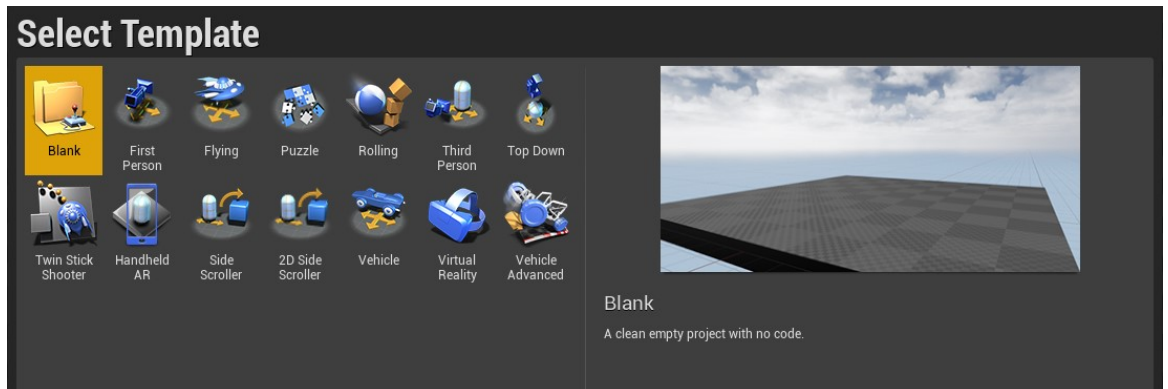 Select Template
Blank
First
Person
Flying
Puzzle
Rolling
Third
Person
Top Down
Twin Stick
Shooter
Handheld
AR
Side
Scroller
2D Side
Scroller
Vehicle
Virtual
Reality
Vehicle
Advanced
Blank
A clean empty project with no code.